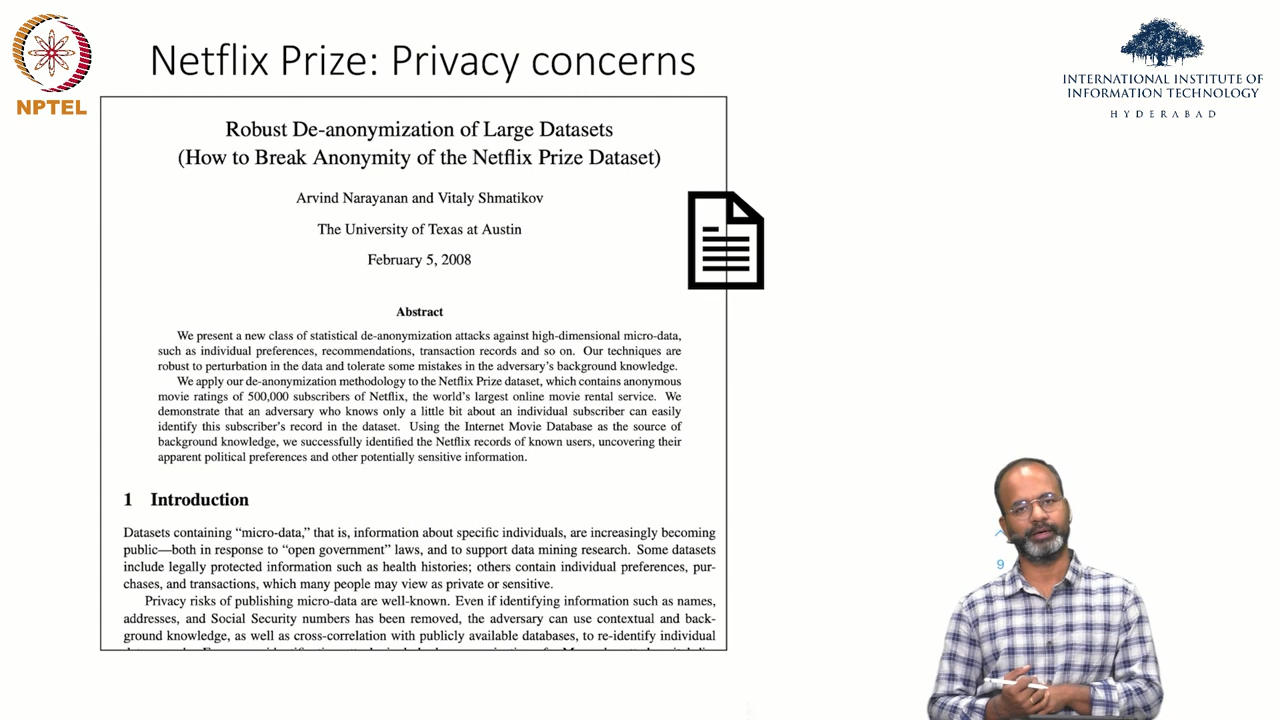 Netflix Prize: Privacy concerns
NPTEL
INTERNATIONAL INSTITUTE OF
INFORMATION TECHNOLOGY
HYDERABAD
Robust De-anonymization of Large Datasets
(How to Break Anonymity of the Netflix Prize Dataset)
Arvind Narayanan and Vitaly Shmatikov
The University of Texas at Austin
February 5, 2008
Abstract
We present a new class of statistical de-anonymization attacks against high-dimensional micro-data,
such as individual preferences, recommendations, transaction records and so on. Our techniques are
robust to perturbation in the data and tolerate some mistakes in the adversary's background knowledge.
We apply our de-anonymization methodology to the Netflix Prize dataset, which contains anonymous
movie ratings of 500,000 subscribers of Netflix, the world's largest online movie rental service. We
demonstrate that an adversary who knows only a little bit about an individual subscriber can easily
identify this subscriber's record in the dataset. Using the Internet Movie Database as the source of
background knowledge, we successfully identified the Netflix records of known users, uncovering their
apparent political preferences and other potentially sensitive information.
1 Introduction
Datasets containing "micro-data," that is, information about specific individuals, are increasingly becoming
public—both in response to "open government" laws, and to support data mining research. Some datasets
include legally protected information such as health histories; others contain individual preferences, pur-
chases, and transactions, which many people may view as private or sensitive.
Privacy risks of publishing micro-data are well-known. Even if identifying information such as names,
addresses, and Social Security numbers has been removed, the adversary can use contextual and back-
ground knowledge, as well as cross-correlation with publicly available databases, to re-identify individual
9